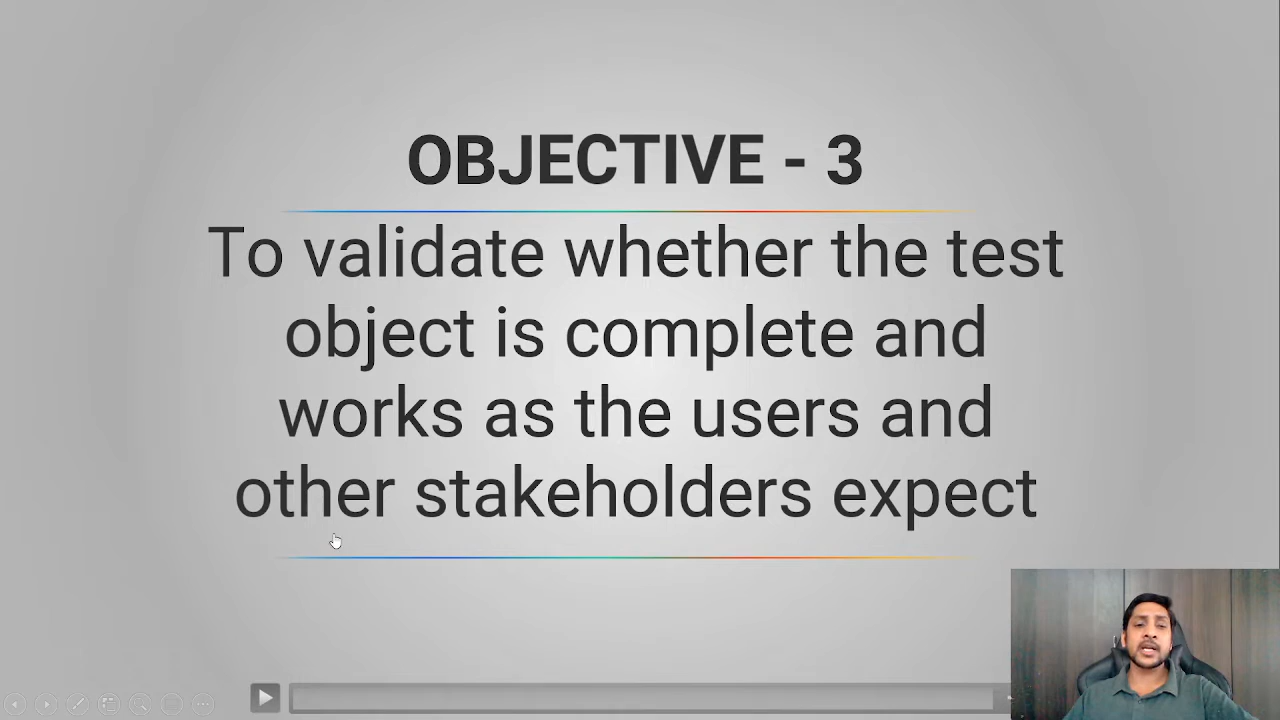 OBJECTIVE - 3
To validate whether the test
object is complete and
works as the users and
other stakeholders expect